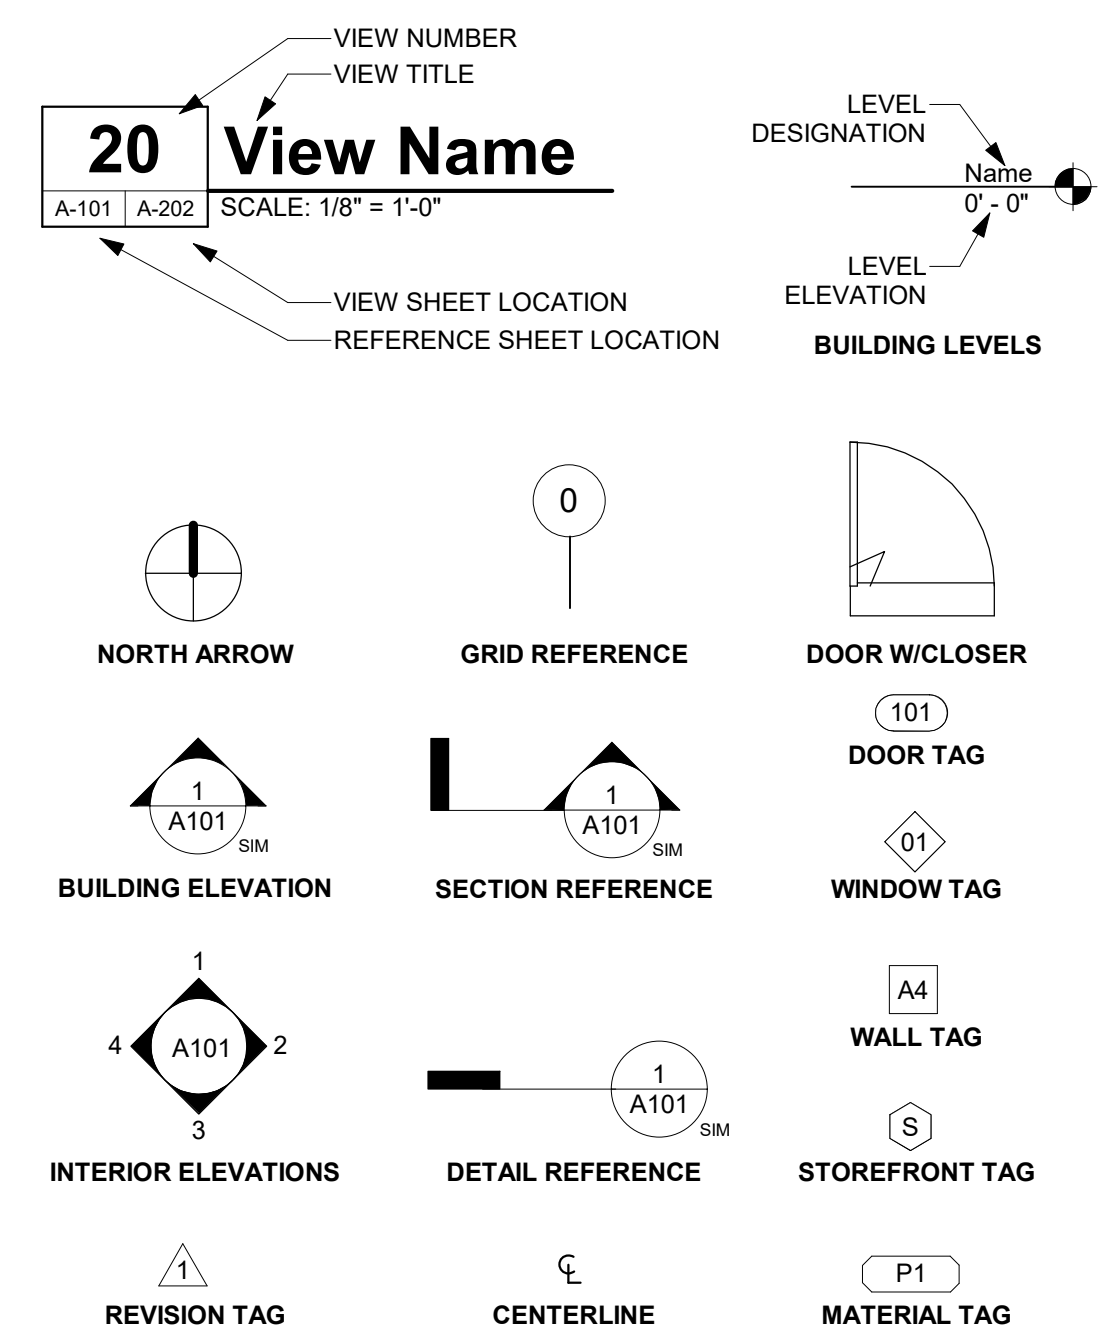 VIEW NUMBER
VIEW TITLE
20
View Name
A-101
A-202
SCALE: 1/8" = 1'-0"
VIEW SHEET LOCATION
REFERENCE SHEET LOCATION
LEVEL
DESIGNATION
Name
0' - 0"
LEVEL
ELEVATION
BUILDING LEVELS
NORTH ARROW
0
GRID REFERENCE
DOOR W/CLOSER
101
DOOR TAG
1
A101
SIM
BUILDING ELEVATION
1
A101
SIM
SECTION REFERENCE
01
WINDOW TAG
1
4
A101
2
3
INTERIOR ELEVATIONS
1
A101
SIM
DETAIL REFERENCE
A4
WALL TAG
S
STOREFRONT TAG
1
REVISION TAG
℄
CENTERLINE
P1
MATERIAL TAG